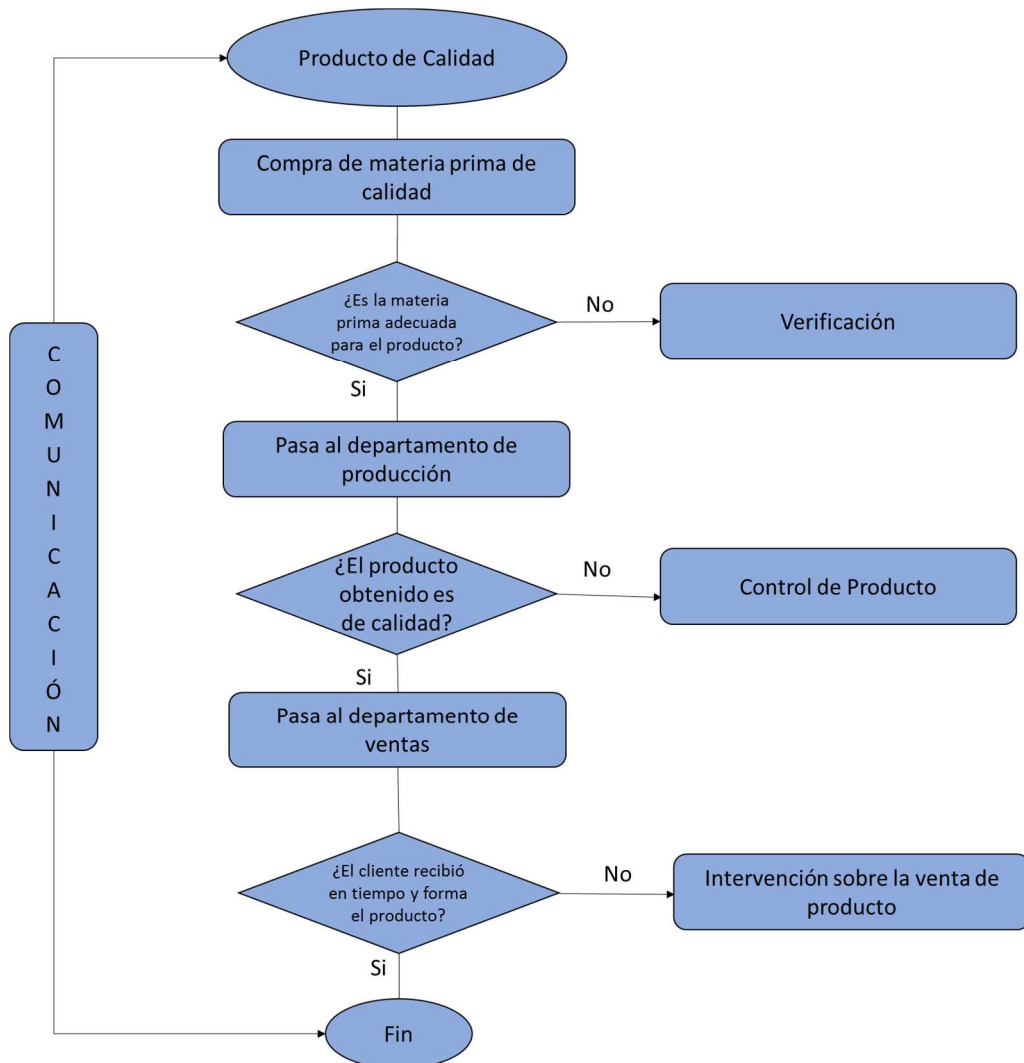 Producto de Calidad
Compra de materia prima de
calidad
¿Es la materia
prima adecuada
para el producto?
No
Verificación
Si
Pasa al departamento de
producción
¿El producto
obtenido es
de calidad?
No
Control de Producto
Si
Pasa al departamento de
ventas
¿El cliente recibió
en tiempo y forma
el producto?
No
Intervención sobre la venta de
producto
Si
Fin
C
O
M
U
N
I
C
A
C
I
Ó
N